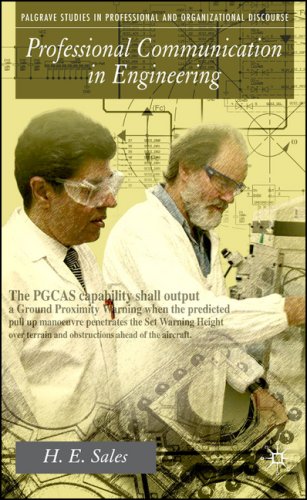 PALGRAVE STUDIES IN PROFESSIONAL AND ORGANIZATIONAL DISCOURSE
Professional Communication
in Engineering
The PGCAS capability shall output
a Ground Proximity Warning when the predicted
pull up manoeuvre penetrates the Set Warning Height
over terrain and obstructions ahead of the aircraft.
H. E. Sales